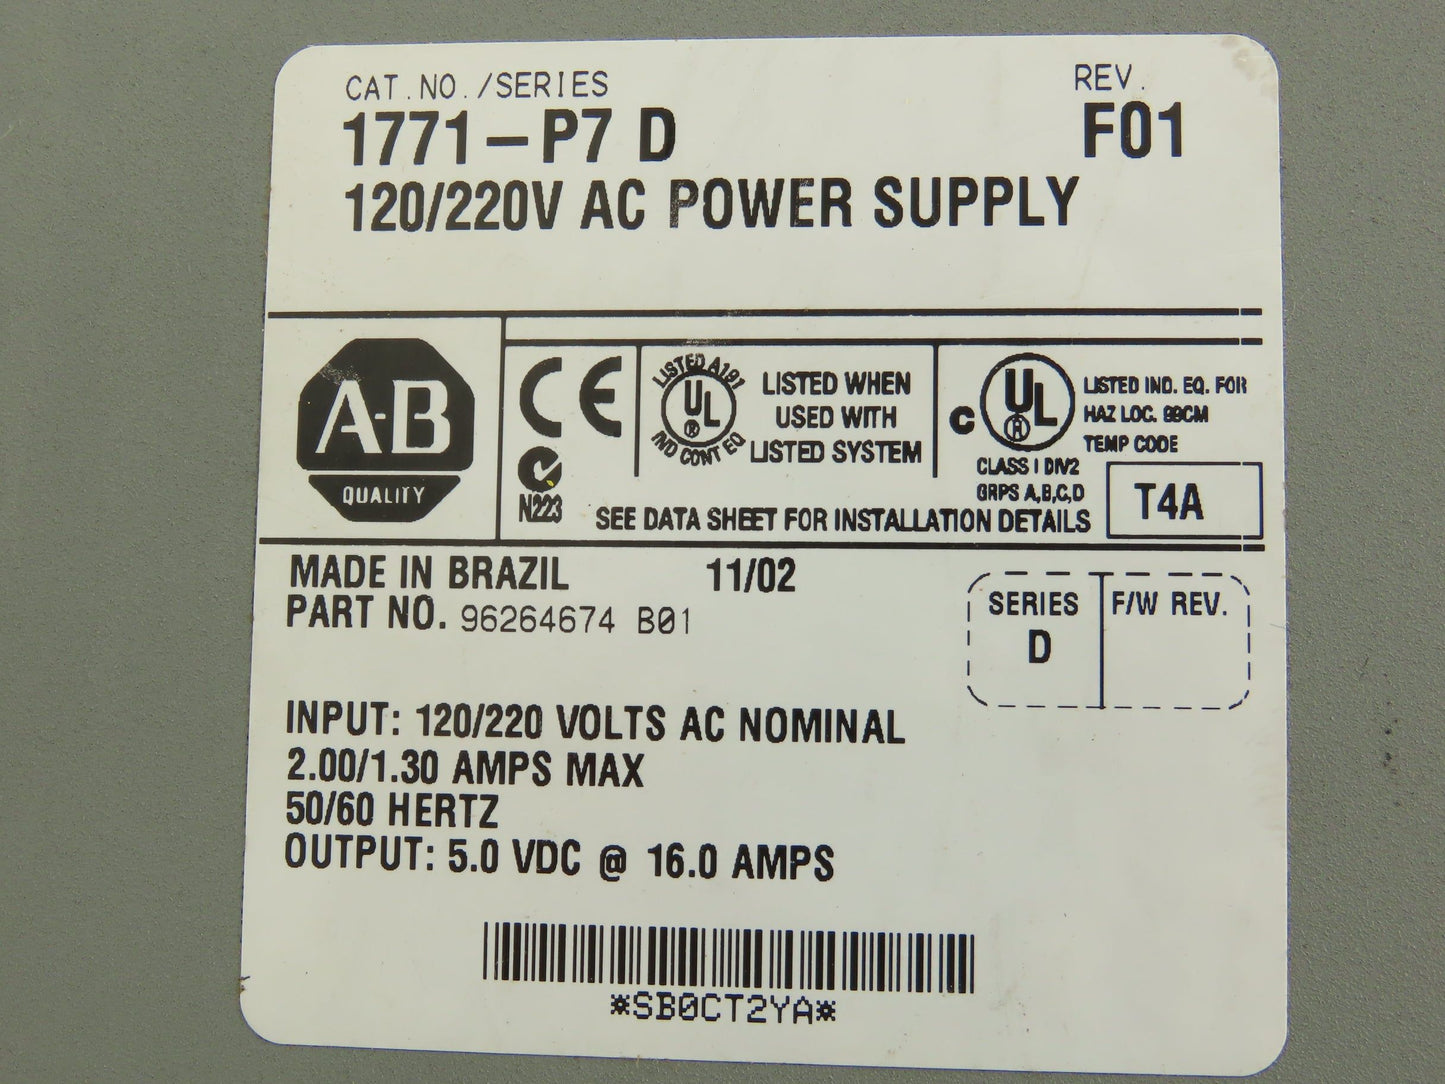 CAT.NO./SERIES REV.
1771-P7 D F01
120/220V AC POWER SUPPLY
A-B
QUALITY
CE
N223
LISTED A191
UL
IND CONT EQ
LISTED WHEN
USED WITH
LISTED SYSTEM
C UL
LISTED IND. EQ. FOR
HAZ LOC.
TEMP CODE
CLASS I DIV2
GRPS A,B,C,D
T4A
SEE DATA SHEET FOR INSTALLATION DETAILS
MADE IN BRAZIL 11/02
PART NO. 96264674 B01
SERIES
D
F/W REV.
INPUT: 120/220 VOLTS AC NOMINAL
2.00/1.30 AMPS MAX
50/60 HERTZ
OUTPUT: 5.0 VDC @ 16.0 AMPS
*SB0CT2YA*